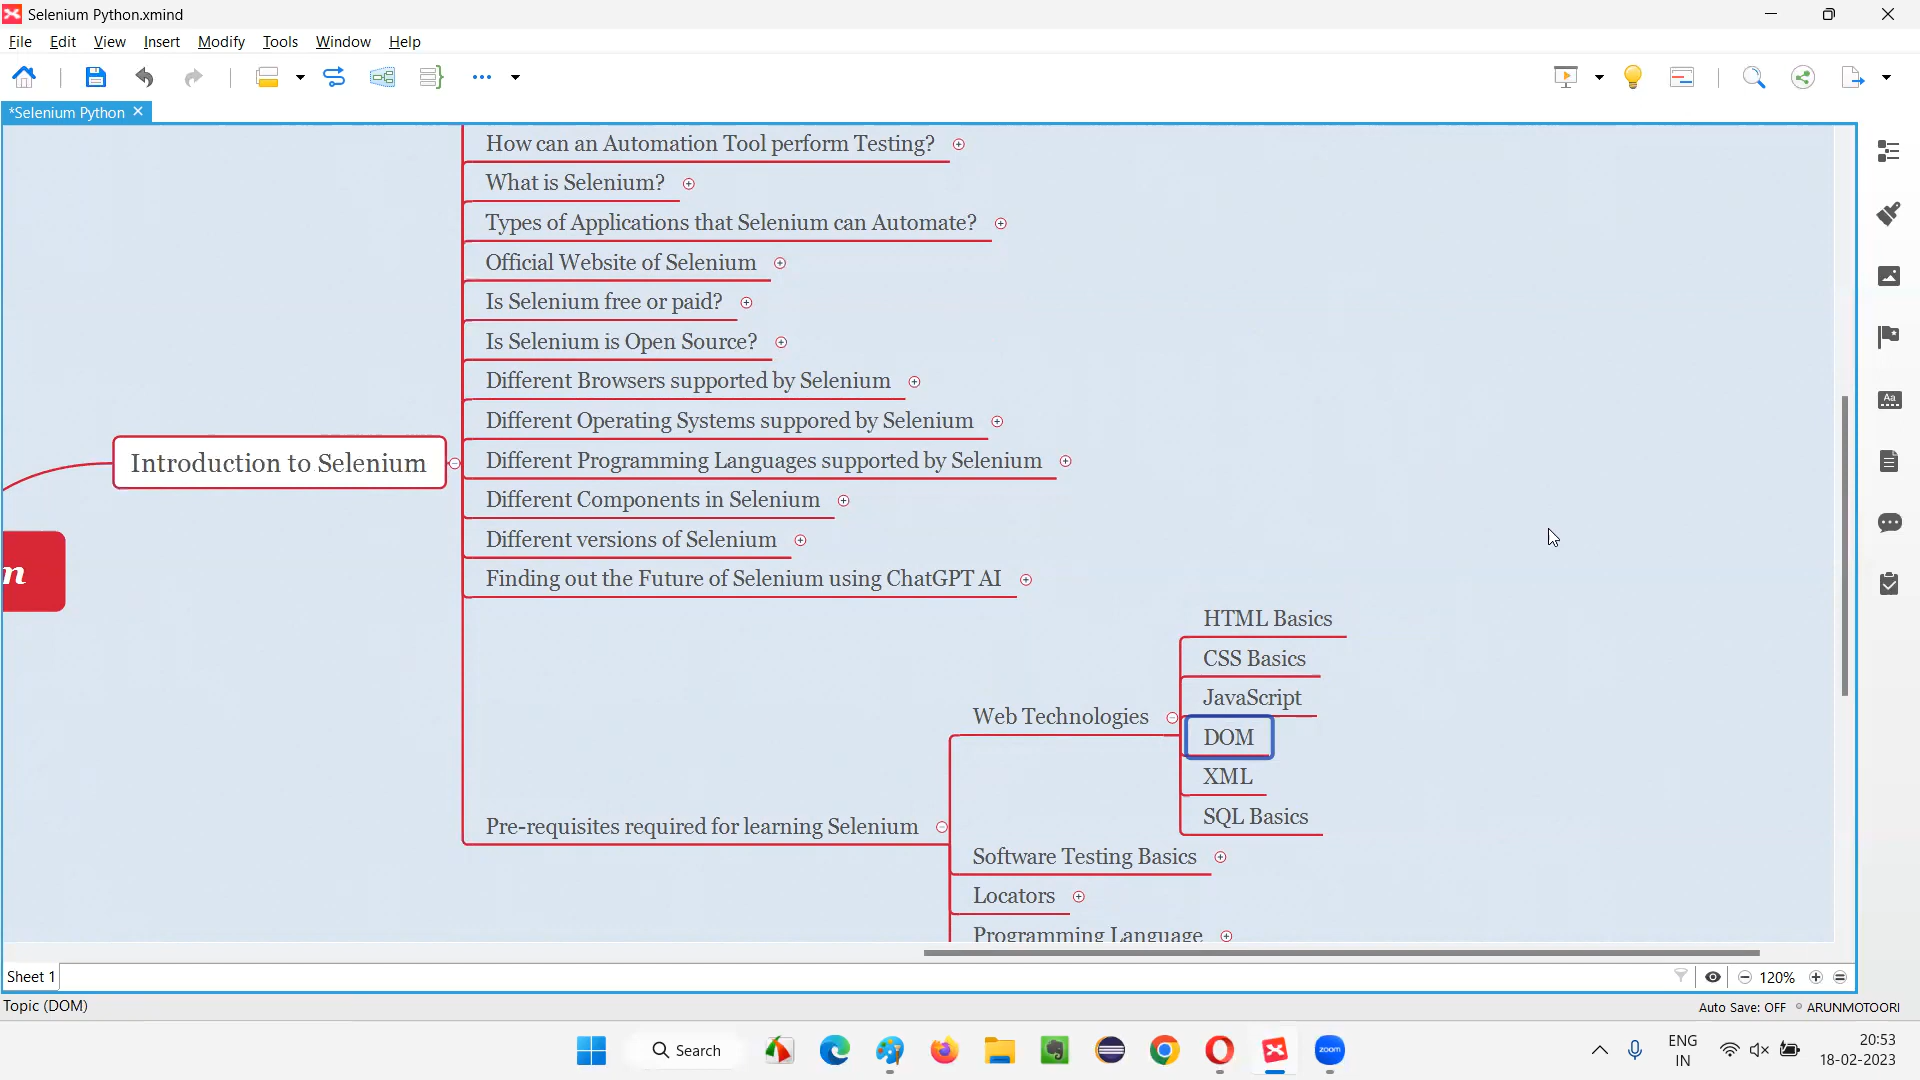 Selenium Python.xmind
File Edit View Insert Modify Tools Window Help
*Selenium Python
How can an Automation Tool perform Testing?
What is Selenium?
Types of Applications that Selenium can Automate?
Official Website of Selenium
Is Selenium free or paid?
Is Selenium is Open Source?
Different Browsers supported by Selenium
Different Operating Systems suppored by Selenium
Introduction to Selenium
Different Programming Languages supported by Selenium
Different Components in Selenium
Different versions of Selenium
n
Finding out the Future of Selenium using ChatGPT AI
HTML Basics
CSS Basics
JavaScript
Web Technologies
DOM
XML
SQL Basics
Pre-requisites required for learning Selenium
Software Testing Basics
Locators
Programming Language
Sheet 1
120%
Topic (DOM)
Auto Save: OFF
ARUNMOTOORI
Search
zoom
ENG
IN
20:53
18-02-2023
Aa